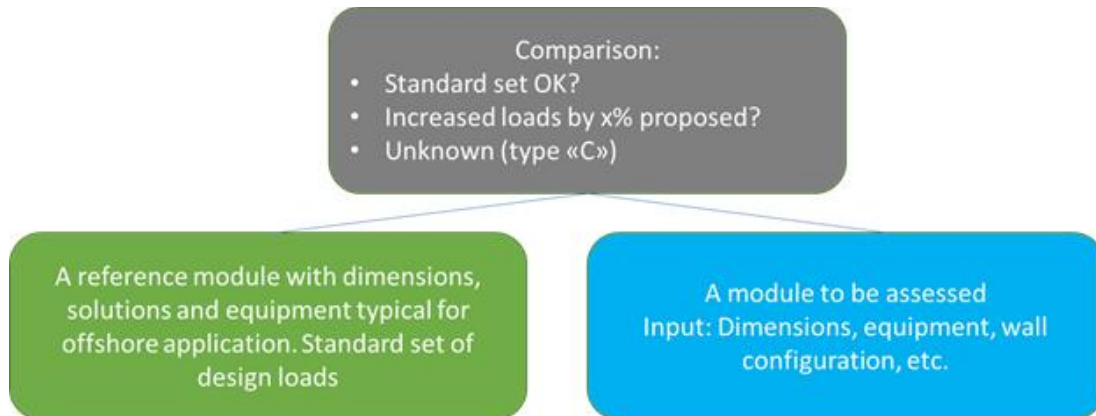 Comparison:
• Standard set OK?
• Increased loads by x% proposed?
• Unknown (type «C»)
A reference module with dimensions,
solutions and equipment typical for
offshore application. Standard set of
design loads
A module to be assessed
Input: Dimensions, equipment, wall
configuration, etc.